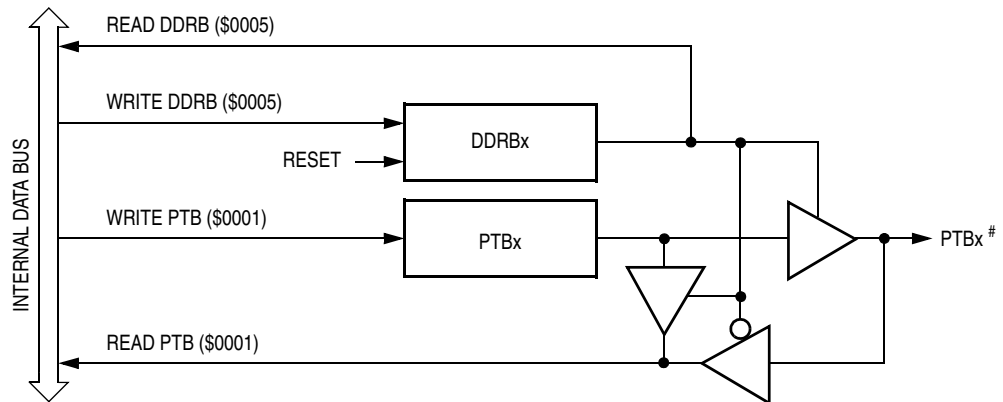 READ DDRB ($0005)
WRITE DDRB ($0005)
DDRBx
RESET
WRITE PTB ($0001)
PTBx
PTBx #
READ PTB ($0001)
INTERNAL DATA BUS